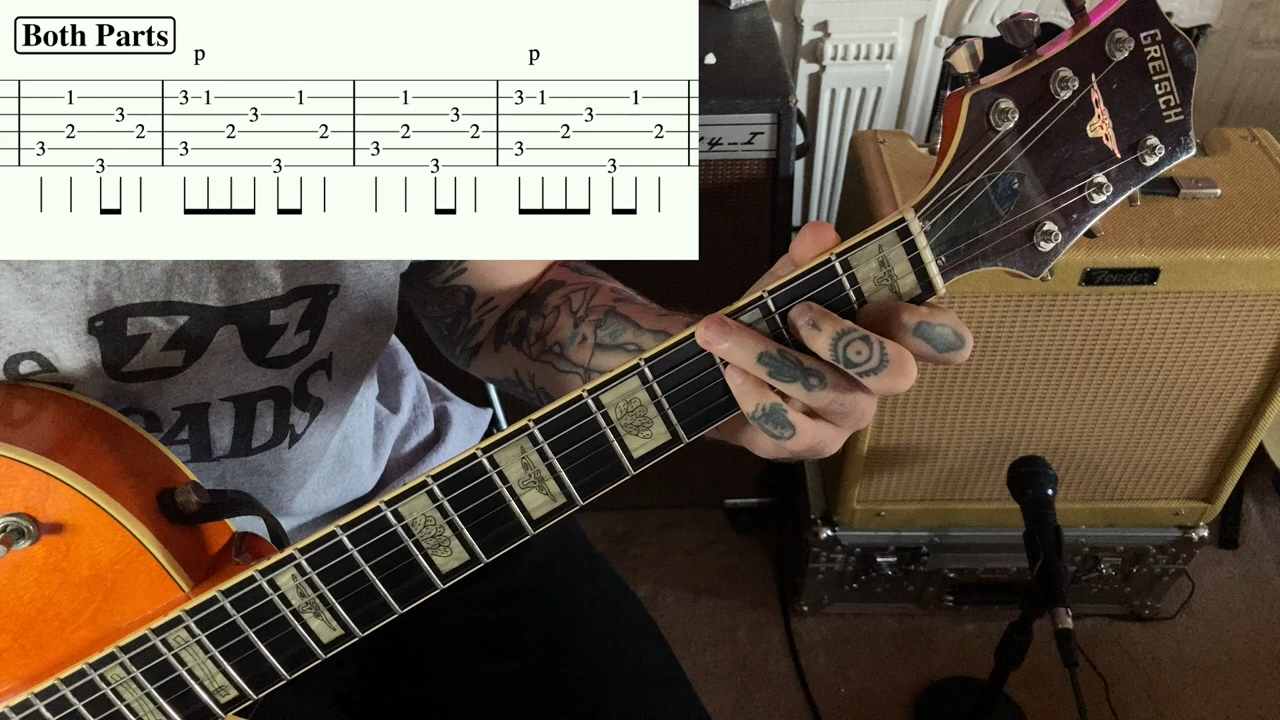 Both Parts
p p
1 3 1 1 1 3 1 1
3 3 3 3
2 2 2 2 2 2 2 2
3 3 3 3
3 3 3 3
GRETSCH
Fender
Z Z